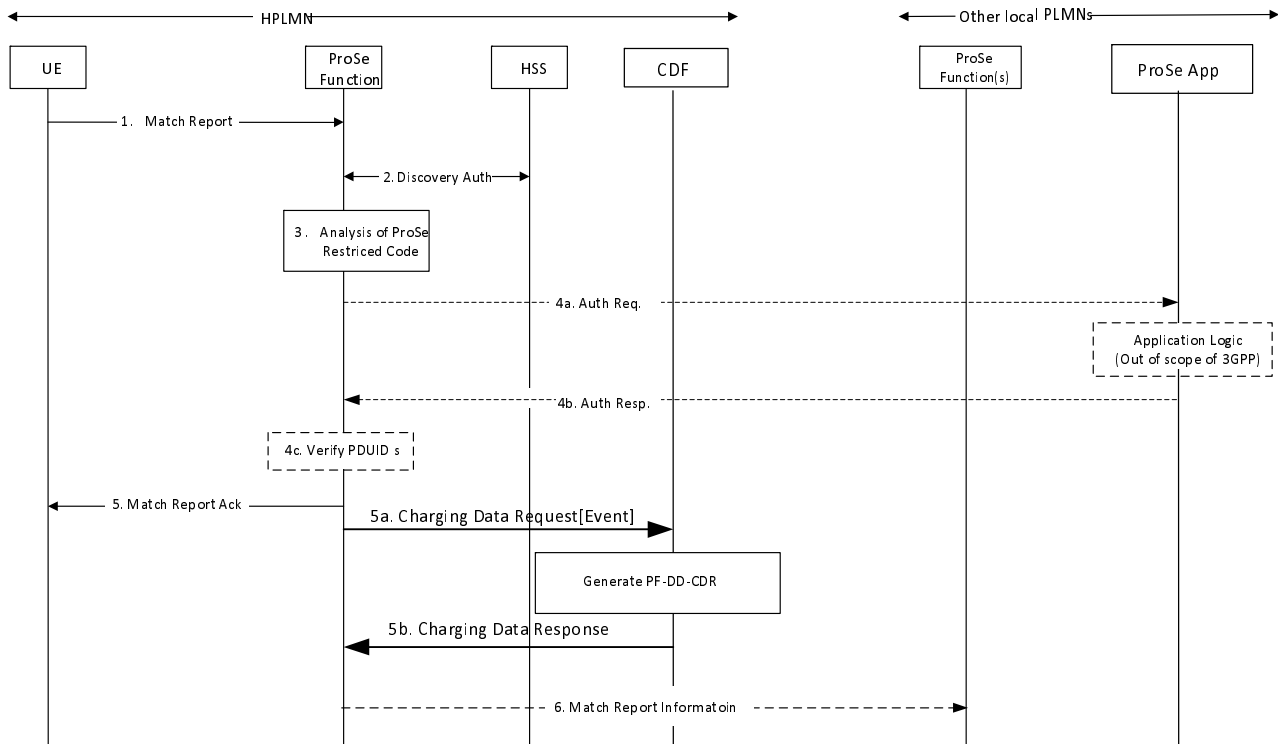 HPLMN
Other local PLMNs
UE
ProSe
Function
HSS
CDF
ProSe
Function(s)
ProSe App
1. Match Report
2. Discovery Auth
3. Analysis of ProSe
Restriced Code
4a. Auth Req.
Application Logic
(Out of scope of 3GPP)
4b. Auth Resp.
4c. Verify PDUID s
5. Match Report Ack
5a. Charging Data Request[Event]
Generate PF-DD-CDR
5b. Charging Data Response
6. Match Report Informatoin